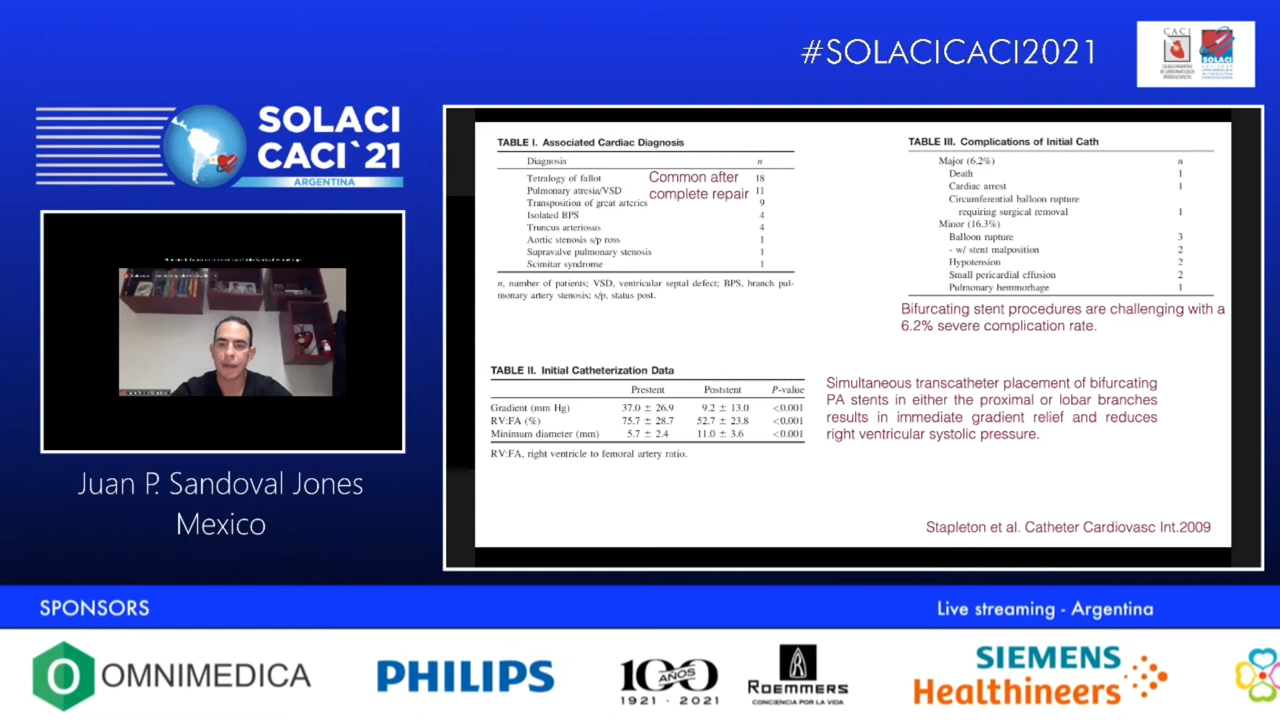 #SOLACICACI2021
CACI
SOLACI
SOLACI
CACI`21
ARGENTINA
Juan P. Sandoval Jones
Mexico
TABLE I. Associated Cardiac Diagnosis
Diagnosis n
Tetralogy of fallot 18
Pulmonary atresia/VSD 11
Transposition of great arteries 9
Isolated BPS 4
Truncus arteriosus 4
Aortic stenosis s/p ross 1
Supravalve pulmonary stenosis 1
Scimitar syndrome 1
Common after
complete repair
n, number of patients; VSD, ventricular septal defect; BPS, branch pul-
monary artery stenosis; s/p, status post.
TABLE II. Initial Catheterization Data
Prestent Poststent P-value
Gradient (mm Hg) 37.0 ± 26.9 9.2 ± 13.0 <0.001
RV:FA (%) 75.7 ± 28.7 52.7 ± 23.8 <0.001
Minimum diameter (mm) 5.7 ± 2.4 11.0 ± 3.6 <0.001
RV:FA, right ventricle to femoral artery ratio.
TABLE III. Complications of Initial Cath
Major (6.2%) n
Death 1
Cardiac arrest 1
Circumferential balloon rupture
requiring surgical removal 1
Minor (16.3%)
Balloon rupture 3
- w/ stent malposition 2
Hypotension 2
Small pericardial effusion 2
Pulmonary hemorrhage 1
Bifurcating stent procedures are challenging with a
6.2% severe complication rate.
Simultaneous transcatheter placement of bifurcating
PA stents in either the proximal or lobar branches
results in immediate gradient relief and reduces
right ventricular systolic pressure.
Stapleton et al. Catheter Cardiovasc Int.2009
SPONSORS
Live streaming - Argentina
OMNIMEDICA
PHILIPS
100
AÑOS
1921 - 2021
ROEMMERS
CONCIENCIA POR LA VIDA
SIEMENS
Healthineers